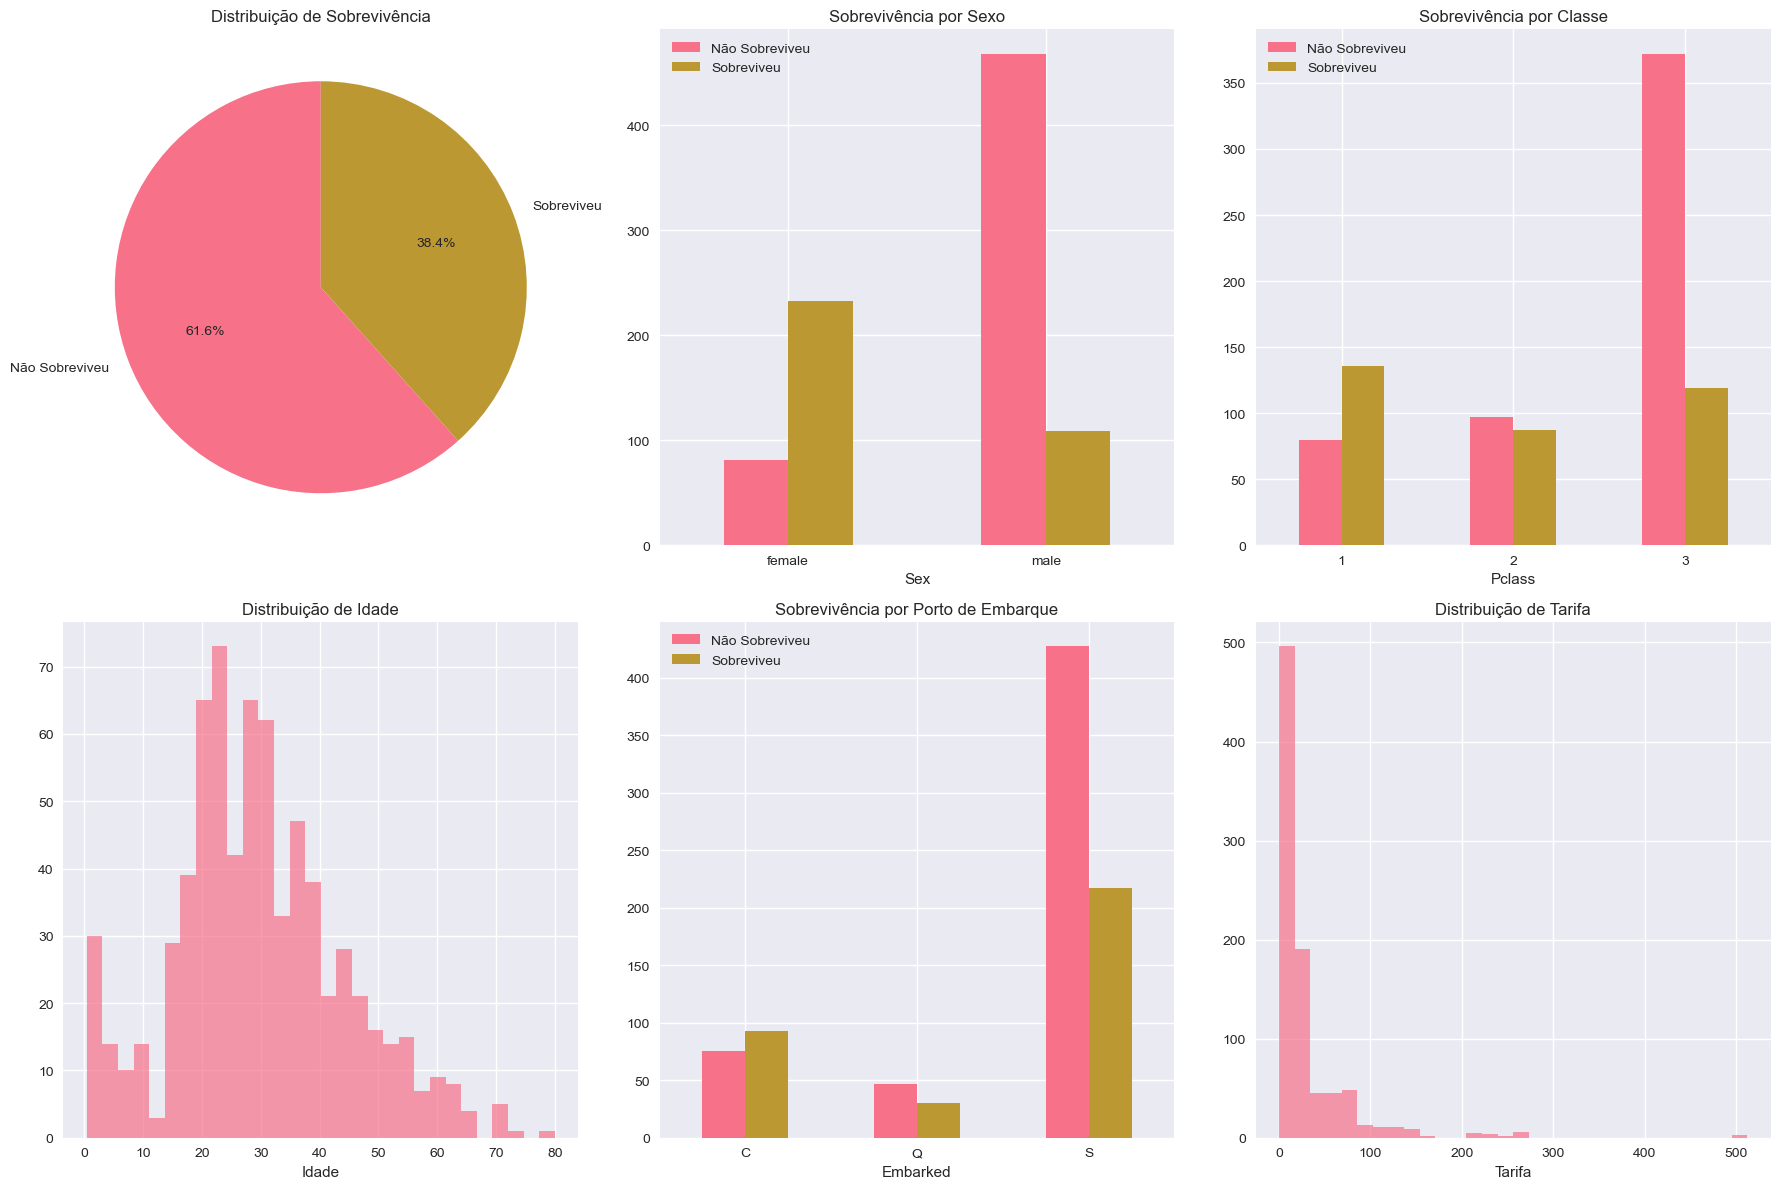 Distribuição de Sobrevivência
Sobreviveu
38.4%
61.6%
Não Sobreviveu
Sobrevivência por Sexo
Não Sobreviveu
Sobreviveu
400
300
200
100
0
female male
Sex
Sobrevivência por Classe
Não Sobreviveu
Sobreviveu
350
300
250
200
150
100
50
0
1 2 3
Pclass
Distribuição de Idade
70
60
50
40
30
20
10
0
0 10 20 30 40 50 60 70 80
Idade
Sobrevivência por Porto de Embarque
Não Sobreviveu
Sobreviveu
400
350
300
250
200
150
100
50
0
C Q S
Embarked
Distribuição de Tarifa
500
400
300
200
100
0
0 100 200 300 400 500
Tarifa